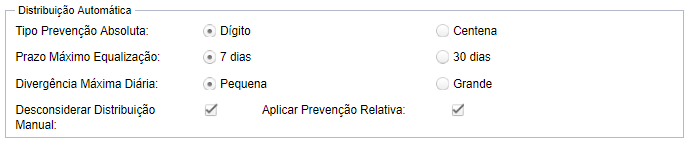 Distribuição Automática
Tipo Prevenção Absoluta: Dígito Centena
Prazo Máximo Equalização: 7 dias 30 dias
Divergência Máxima Diária: Pequena Grande
Desconsiderar Distribuição Aplicar Prevenção Relativa:
Manual: